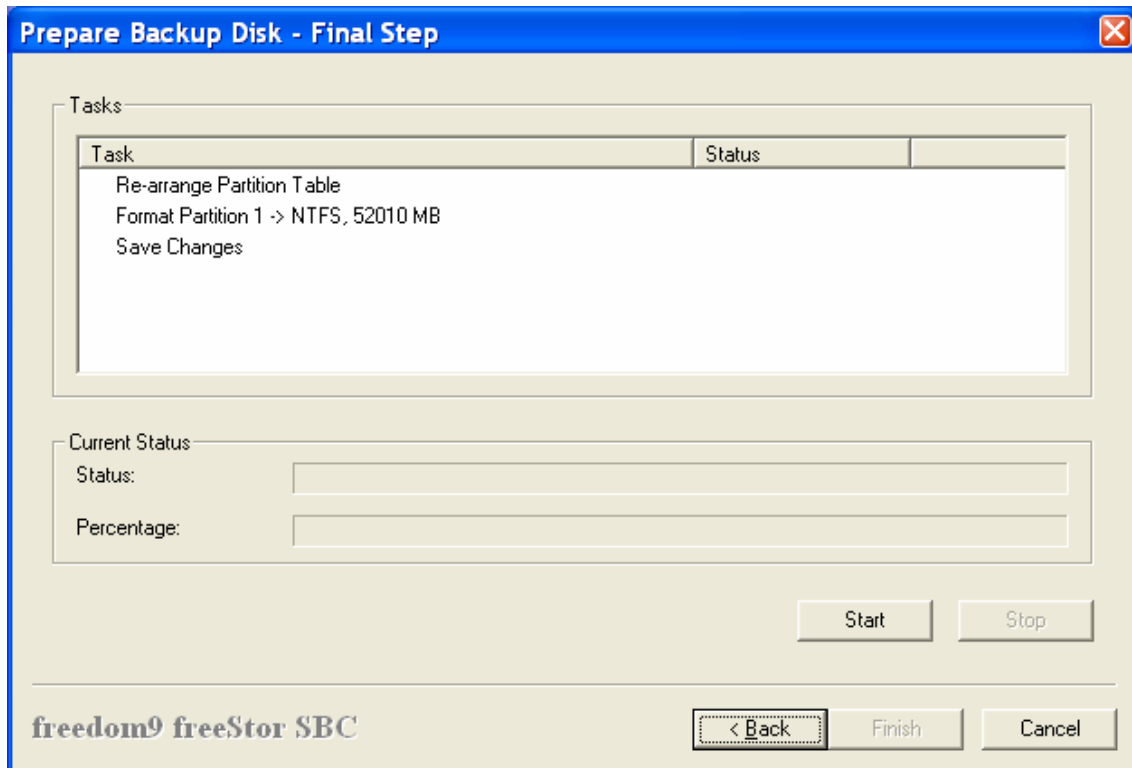 Prepare Backup Disk - Final Step
Tasks
Task Status
Re-arrange Partition Table
Format Partition 1 -> NTFS, 52010 MB
Save Changes
Current Status
Status:
Percentage:
Start Stop
freedom9 freeStor SBC < Back Finish Cancel